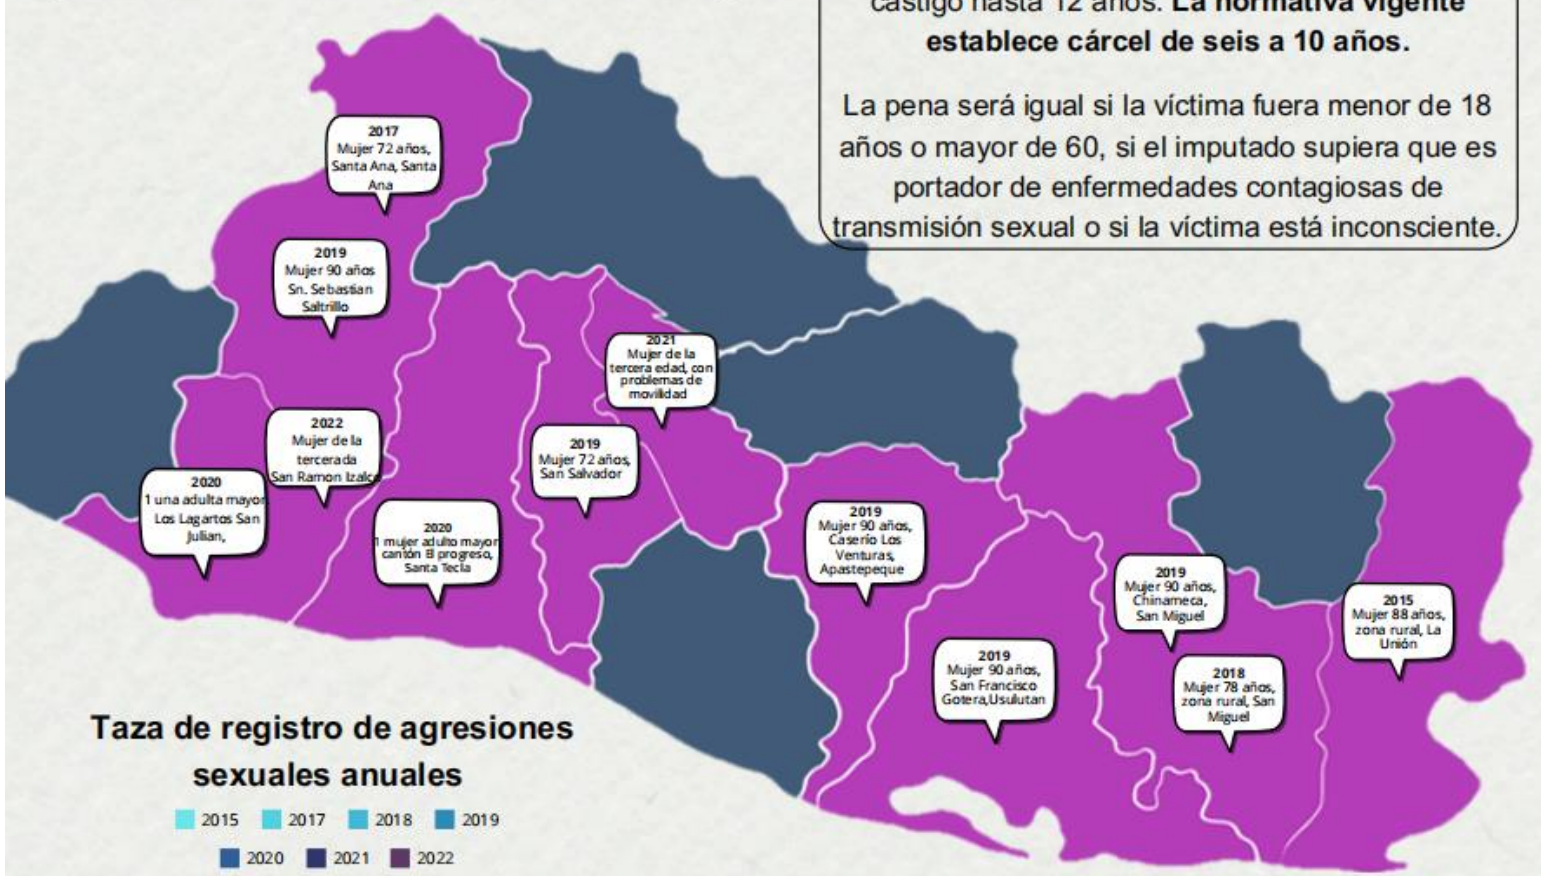 castigo hasta 12 años. La normativa vigente
establece cárcel de seis a 10 años.
La pena será igual si la víctima fuera menor de 18
años o mayor de 60, si el imputado supiera que es
portador de enfermedades contagiosas de
transmisión sexual o si la víctima está inconsciente.
2017
Mujer 72 años,
Santa Ana, Santa
Ana
2019
Mujer 90 años
Sn. Sebastian
Saltrillo
2021
Mujer de la
tercera edad, con
problemas de
movilidad
2022
Mujer de la
tercerada
San Ramon Izalco
2019
Mujer 72 años,
San Salvador
2020
1 una adulta mayor
Los Lagartos San
Julian,
2020
1 mujer adulto mayor
cantón El progreso,
Santa Tecla
2019
Mujer 90 años,
Caserío Los
Venturas,
Apastepeque
2019
Mujer 90 años,
Chinameca,
San Miguel
2015
Mujer 88 años,
zona rural, La
Unión
2019
Mujer 90 años,
San Francisco
Gotera,Usulutan
2018
Mujer 78 años,
zona rural, San
Miguel
Taza de registro de agresiones
sexuales anuales
2015 2017 2018 2019
2020 2021 2022